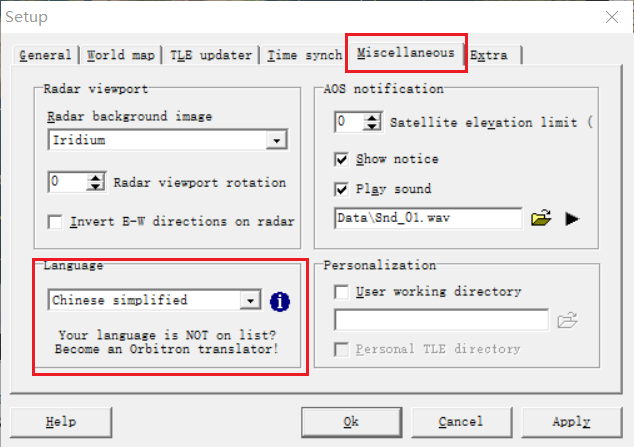 Setup
General
World map
TLE updater
Time synch
Miscellaneous
Extra
Radar viewport
Radar background image
Iridium
0 Radar viewport rotation
Invert E-W directions on radar
AOS notification
0 Satellite elevation limit (
Show notice
Play sound
Data\Snd_01.wav
Language
Chinese simplified
Your language is NOT on list?
Become an Orbitron translator!
Personalization
User working directory
Personal TLE directory
Help
Ok
Cancel
Apply